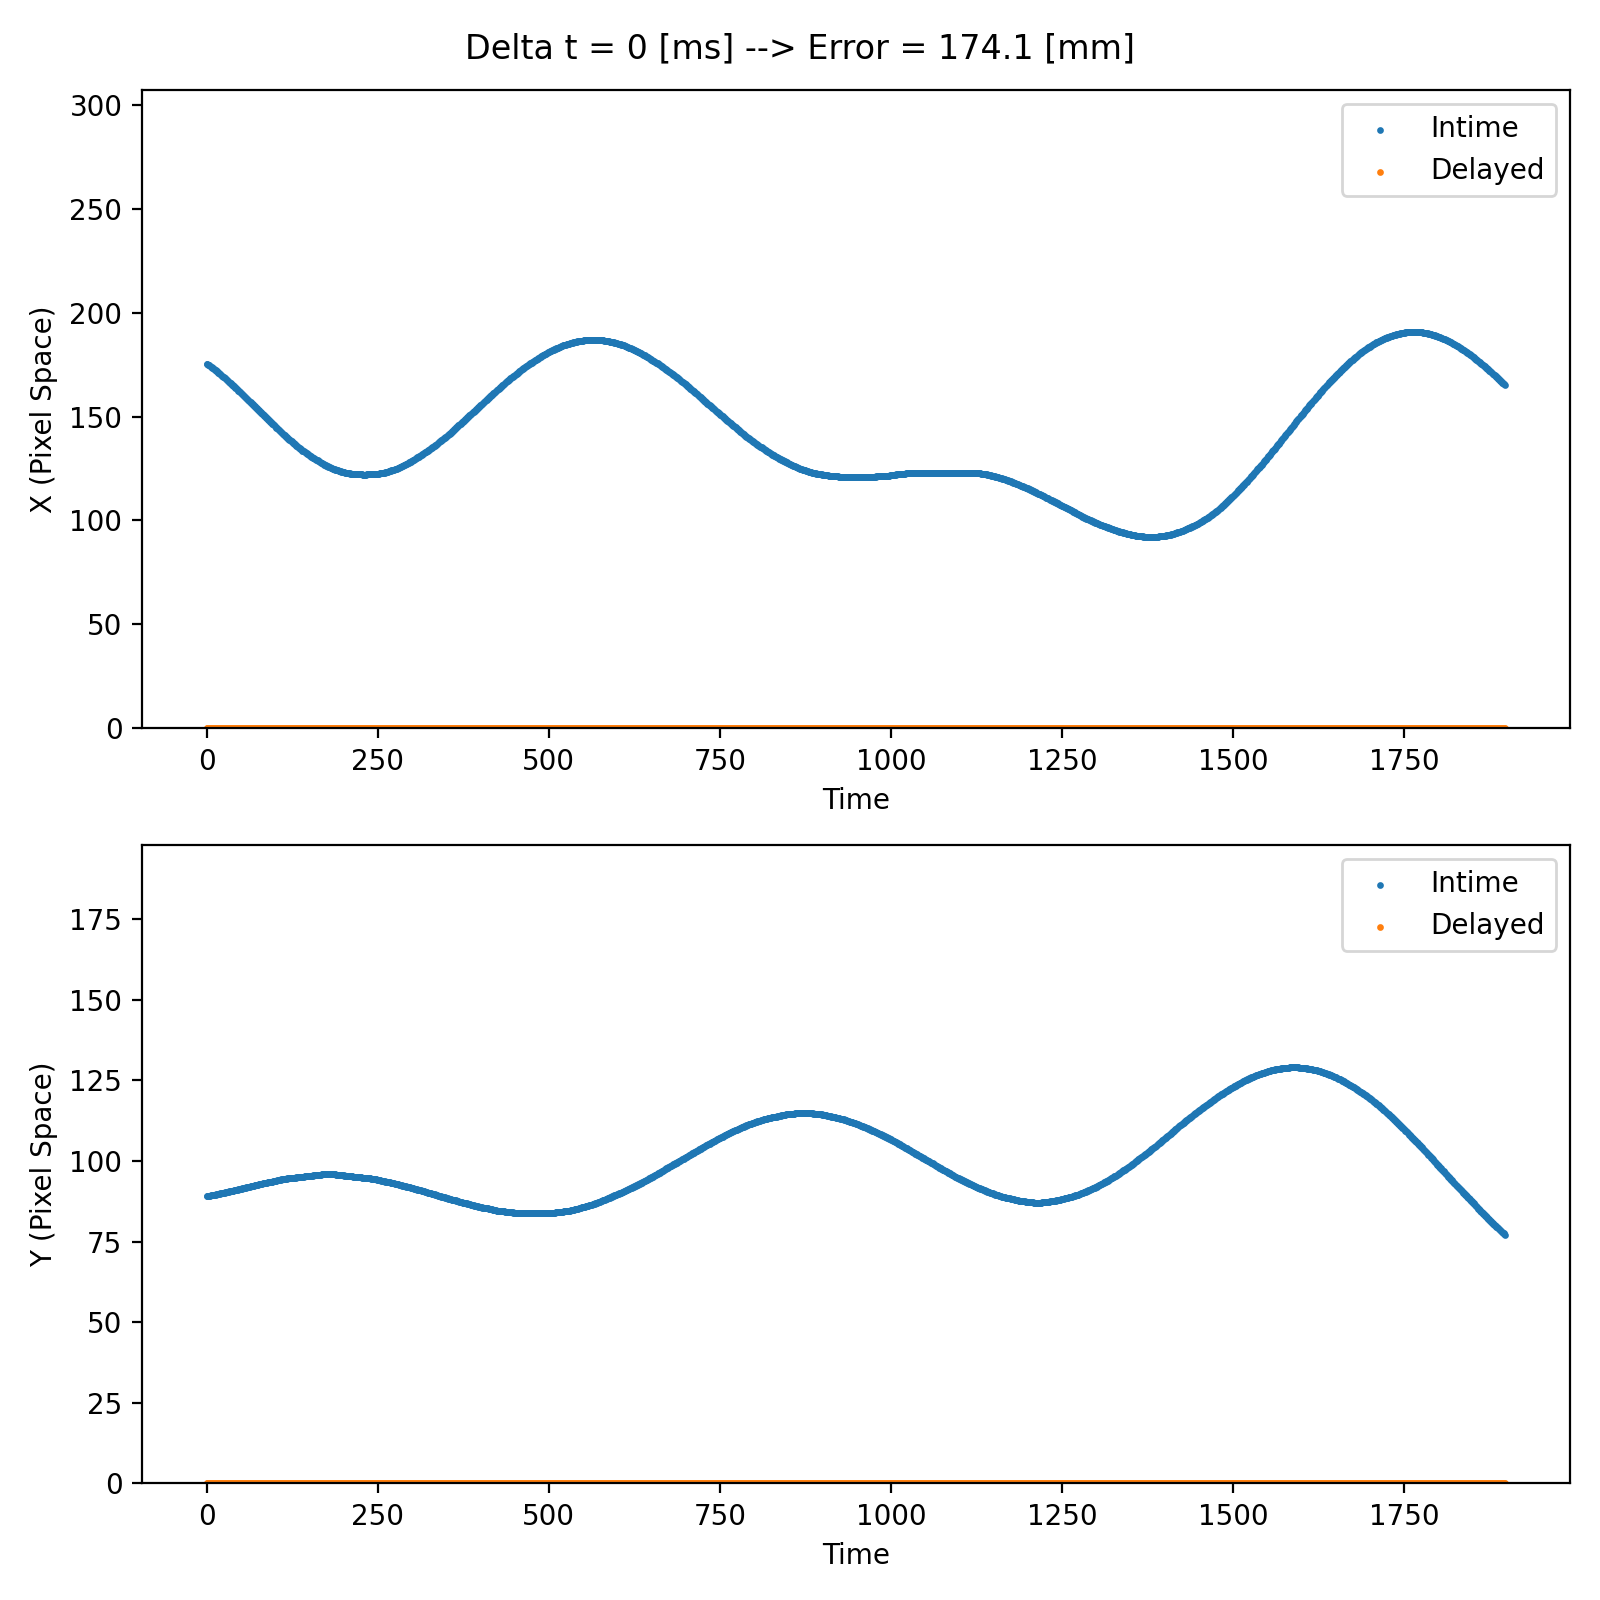 Delta t = 0 [ms] --> Error = 174.1 [mm]
300
250
200
150
100
50
0
X (Pixel Space)
Intime
Delayed
0 250 500 750 1000 1250 1500 1750
Time
175
150
125
100
75
50
25
0
Y (Pixel Space)
Intime
Delayed
0 250 500 750 1000 1250 1500 1750
Time